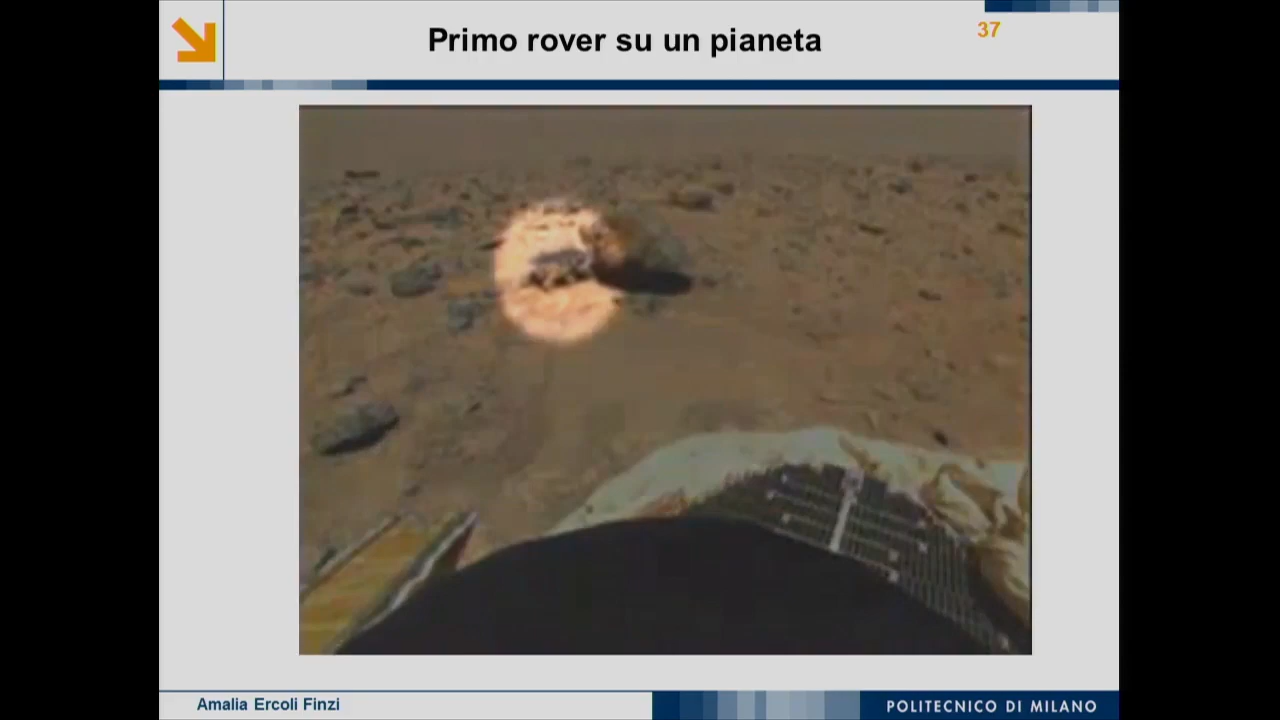 Primo rover su un pianeta
37
Amalia Ercoli Finzi
POLITECNICO DI MILANO